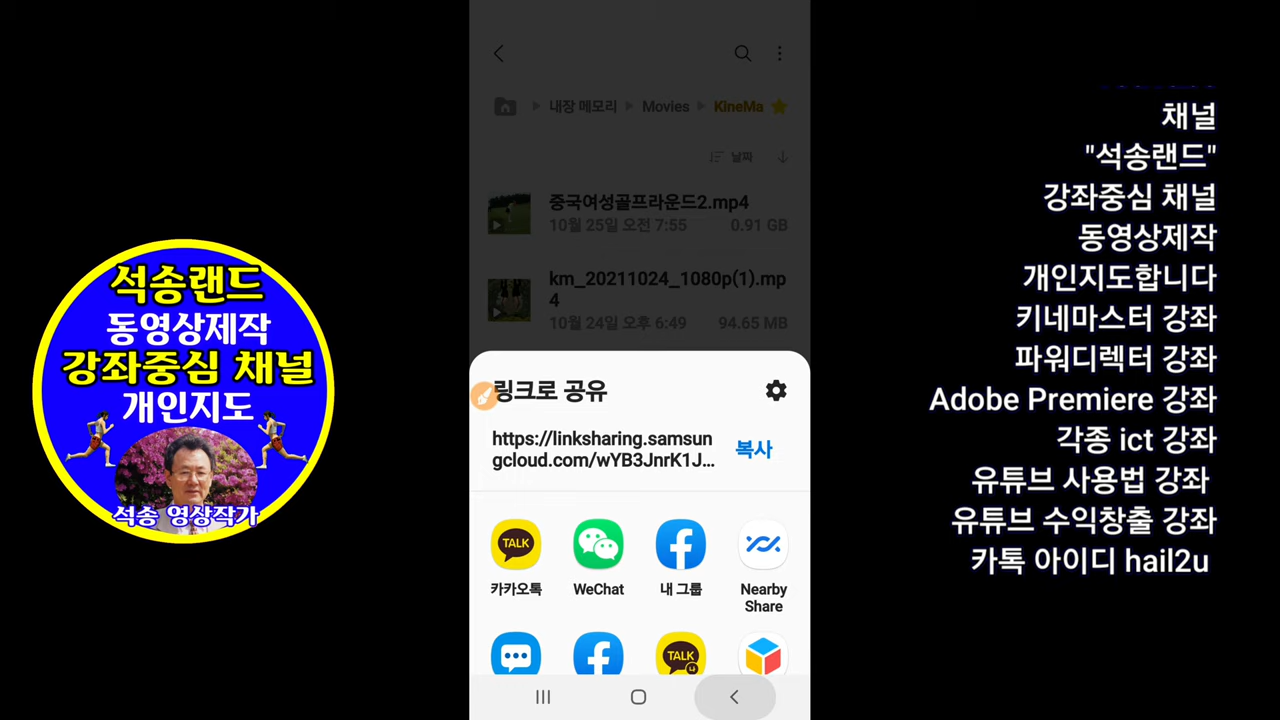 석송랜드
동영상제작
강좌중심 채널
개인지도
석송 영상작가
내장 메모리
Movies
KineMa
날짜
중국여성골프라운드2.mp4
10월 25일 오전 7:55
0.91 GB
km_20211024_1080p(1).mp
4
10월 24일 오후 6:49
94.65 MB
링크로 공유
https://linksharing.samsun
gcloud.com/wYB3JnrK1J...
복사
TALK
카카오톡
WeChat
내 그룹
Nearby
Share
TALK
나
채널
"석송랜드"
강좌중심 채널
동영상제작
개인지도합니다
키네마스터 강좌
파워디렉터 강좌
Adobe Premiere 강좌
각종 ict 강좌
유튜브 사용법 강좌
유튜브 수익창출 강좌
카톡 아이디 hail2u